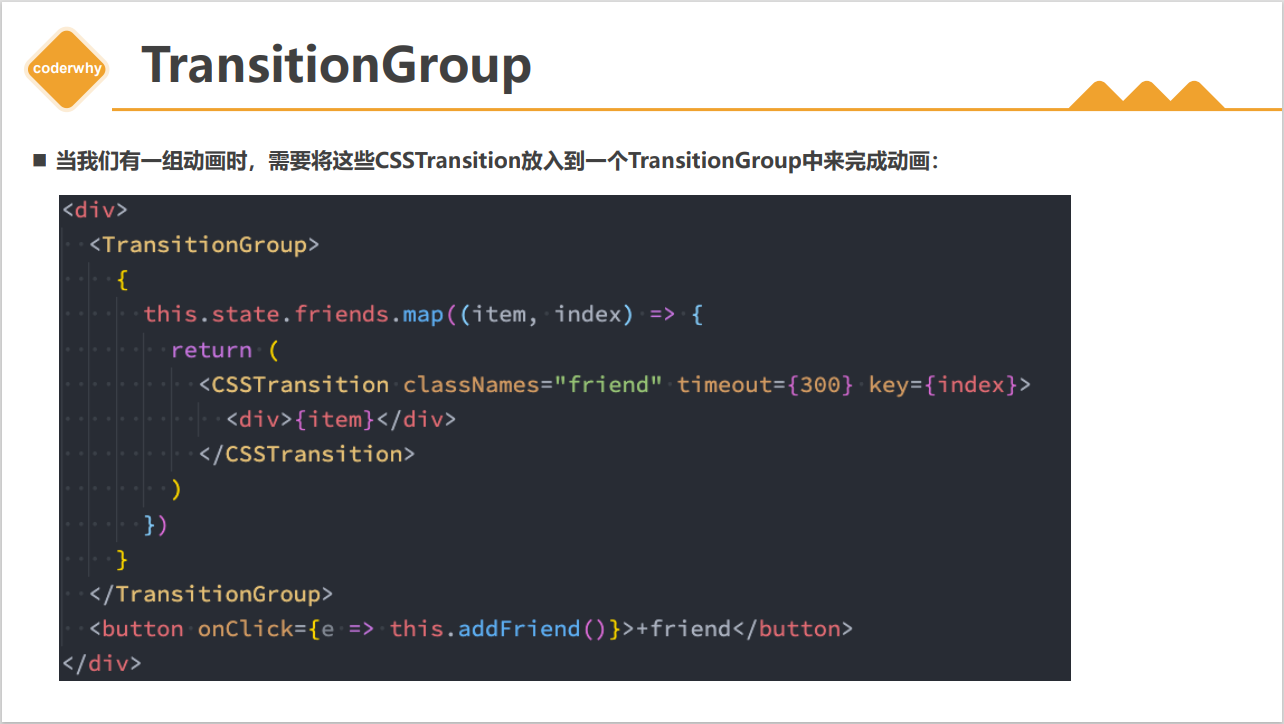 coderwhy
TransitionGroup
■ 当我们有一组动画时，需要将这些CSSTransition放入到一个TransitionGroup中来完成动画：
<div>
  <TransitionGroup>
    {
      this.state.friends.map((item, index) => {
        return (
          <CSSTransition classNames="friend" timeout={300} key={index}>
            <div>{item}</div>
          </CSSTransition>
        )
      })
    }
  </TransitionGroup>
  <button onClick={e => this.addFriend()}>+friend</button>
</div>